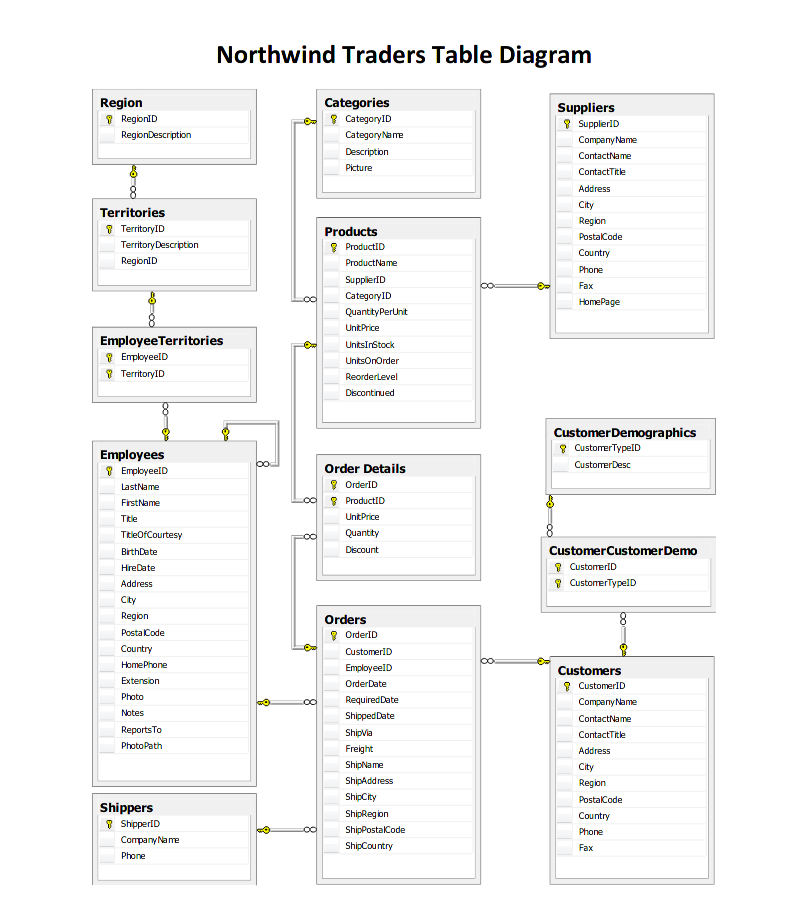 Northwind Traders Table Diagram
Region
RegionID
RegionDescription
Territories
TerritoryID
TerritoryDescription
RegionID
EmployeeTerritories
EmployeeID
TerritoryID
Employees
EmployeeID
LastName
FirstName
Title
TitleOfCourtesy
BirthDate
HireDate
Address
City
Region
PostalCode
Country
HomePhone
Extension
Photo
Notes
ReportsTo
PhotoPath
Shippers
ShipperID
CompanyName
Phone
Categories
CategoryID
CategoryName
Description
Picture
Products
ProductID
ProductName
SupplierID
CategoryID
QuantityPerUnit
UnitPrice
UnitsInStock
UnitsOnOrder
ReorderLevel
Discontinued
Order Details
OrderID
ProductID
UnitPrice
Quantity
Discount
Orders
OrderID
CustomerID
EmployeeID
OrderDate
RequiredDate
ShippedDate
ShipVia
Freight
ShipName
ShipAddress
ShipCity
ShipRegion
ShipPostalCode
ShipCountry
Suppliers
SupplierID
CompanyName
ContactName
ContactTitle
Address
City
Region
PostalCode
Country
Phone
Fax
HomePage
CustomerDemographics
CustomerTypeID
CustomerDesc
CustomerCustomerDemo
CustomerID
CustomerTypeID
Customers
CustomerID
CompanyName
ContactName
ContactTitle
Address
City
Region
PostalCode
Country
Phone
Fax